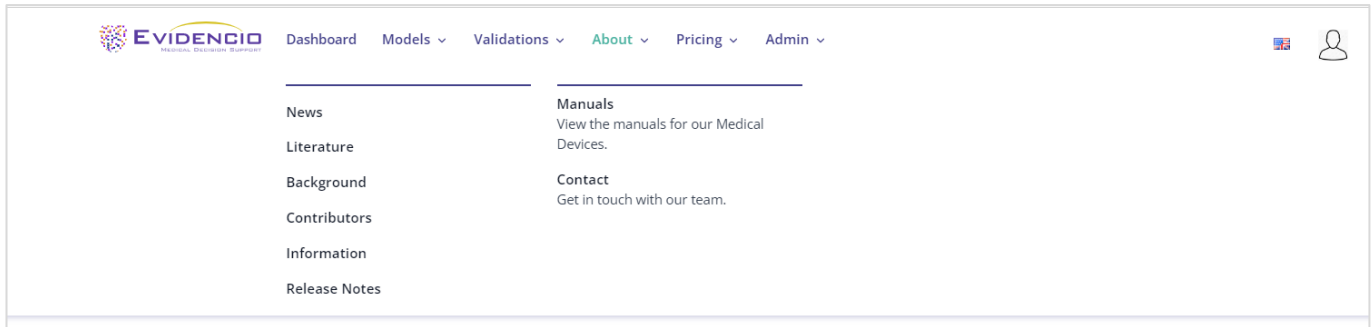 EVIDENCIO Dashboard Models Validations About Pricing Admin
MEDICAL DECISION SUPPORT
News
Literature
Background
Contributors
Information
Release Notes
Manuals
View the manuals for our Medical
Devices.
Contact
Get in touch with our team.